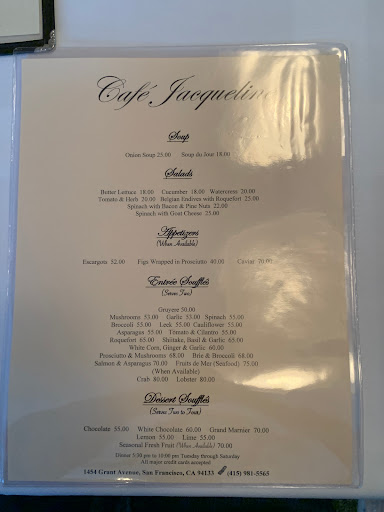 Café Jacqueline
Soup
Onion Soup 25.00 Soup du Jour 18.00
Salads
Butter Lettuce 18.00 Cucumber 18.00 Watercress 20.00
Tomato & Herb 20.00 Belgian Endives with Roquefort 25.00
Spinach with Bacon & Pine Nuts 22.00
Spinach with Goat Cheese 25.00
Appetizers
(When Available)
Escargots 52.00 Figs Wrapped in Prosciutto 40.00 Caviar 70.00
Entrée Soufflés
(Serves Two)
Gruyere 50.00
Mushrooms 55.00 Garlic 53.00 Spinach 55.00
Broccoli 55.00 Leek 55.00 Cauliflower 55.00
Asparagus 55.00 Tomato & Cilantro 55.00
Roquefort 65.00 Shitake, Basil & Garlic 65.00
White Corn, Ginger & Garlic 60.00
Prosciutto & Mushrooms 68.00 Brie & Broccoli 68.00
Salmon & Asparagus 70.00 Fruits de Mer (Seafood) 75.00
(When Available)
Crab 80.00 Lobster 80.00
Dessert Soufflés
(Serves Two to Four)
Chocolate 55.00 White Chocolate 60.00 Grand Marnier 70.00
Lemon 55.00 Lime 55.00
Seasonal Fresh Fruit (When Available) 70.00
Dinner 5:30 pm to 10:00 pm Tuesday through Saturday
All major credit cards accepted
1454 Grant Avenue, San Francisco, CA 94133 (415) 981-5565